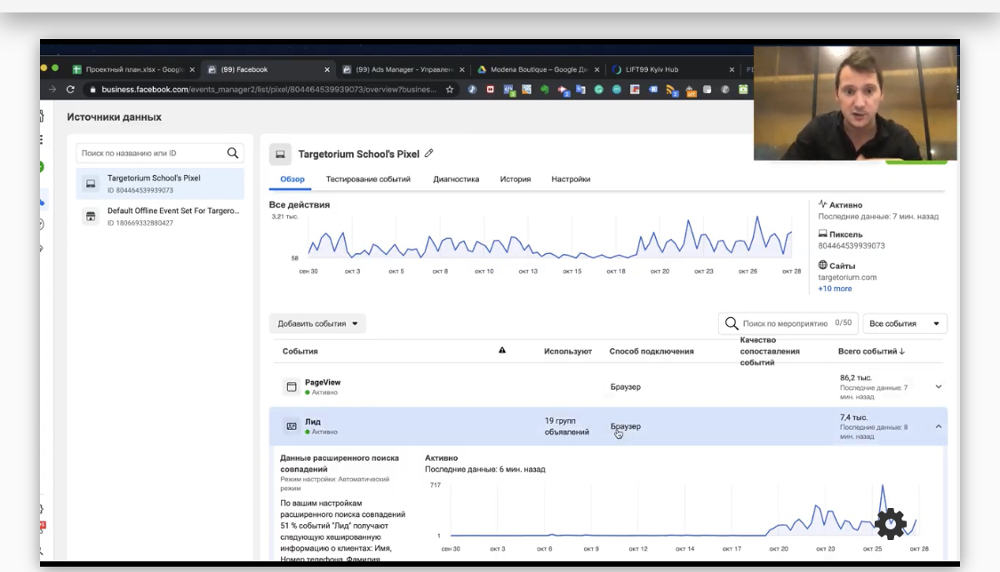 Проектный план.xlsx - Google
(99) Facebook
(99) Ads Manager - Управлен
Modena Boutique – Google Ди
LIFT99 Kyiv Hub
business.facebook.com/events_manager2/list/pixel/804464539939073/overview?busines...
Источники данных
Поиск по названию или ID
Targetorium School's Pixel
ID 804464539939073
Default Offline Event Set For Targero...
ID 180669332880427
Targetorium School's Pixel
Обзор
Тестирование событий
Диагностика
История
Настройки
Все действия
3,21 тыс.
58
сен 30
окт 3
окт 5
окт 8
окт 10
окт 13
окт 15
окт 18
окт 20
окт 23
окт 26
окт 28
Активно
Последние данные: 7 мин. назад
Пиксель
804464539939073
Сайты
targetorium.com
+10 more
Добавить события
Поиск по мероприятию 0/50
Все события
События
Используют
Способ подключения
Качество
сопоставления
событий
Всего событий
PageView
Активно
Браузер
86,2 тыс.
Последние данные: 7
мин. назад
Лид
Активно
19 групп
объявлений
Браузер
7,4 тыс.
Последние данные: 8
мин. назад
Данные расширенного поиска
совпадений
Режим настройки: Автоматический
режим
По вашим настройкам
расширенного поиска совпадений
51 % событий "Лид" получают
следующую хешированную
информацию о клиентах: Имя,
Номер телефона, Фамилия,
Активно
Последние данные: 6 мин. назад
717
1
сен 30
окт 3
окт 6
окт 9
окт 12
окт 14
окт 17
окт 20
окт 23
окт 25
окт 28